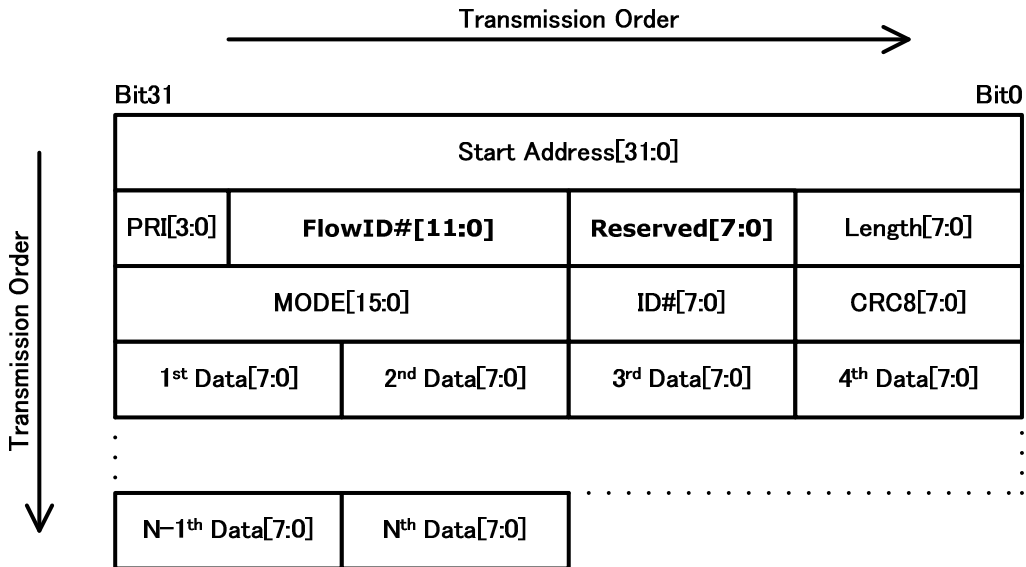 Transmission Order
Bit31 Bit0
Start Address[31:0]
PRI[3:0] FlowID#[11:0] Reserved[7:0] Length[7:0]
MODE[15:0] ID#[7:0] CRC8[7:0]
1st Data[7:0] 2nd Data[7:0] 3rd Data[7:0] 4th Data[7:0]
N-1th Data[7:0] Nth Data[7:0]
Transmission Order